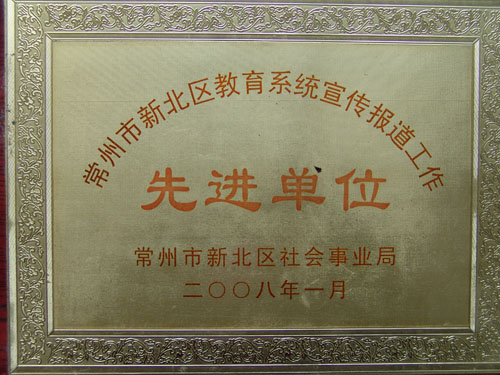 常州市新北区教育系统宣传报道工作
先进单位
常州市新北区社会事业局
二〇〇八年一月